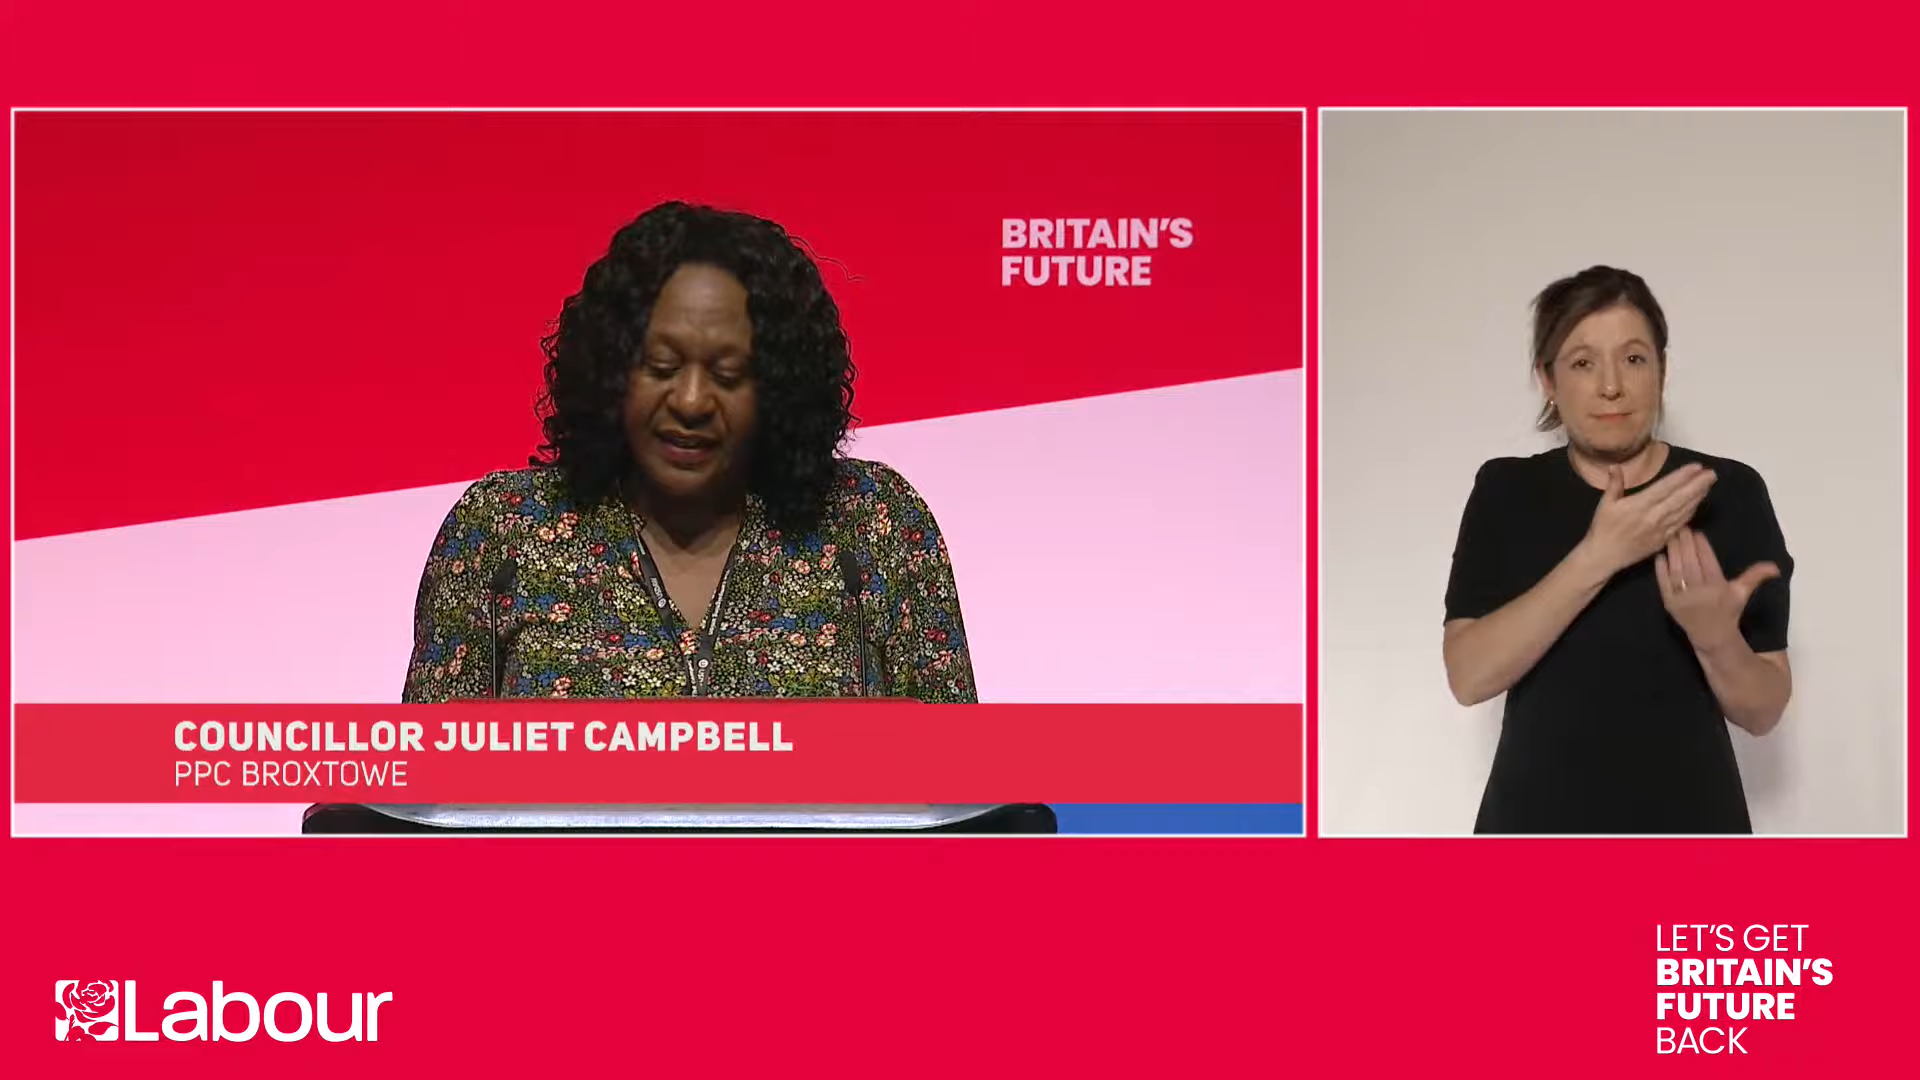 BRITAIN'S
FUTURE
COUNCILLOR JULIET CAMPBELL
PPC BROXTOWE
Labour
LET'S GET
BRITAIN'S
FUTURE
BACK